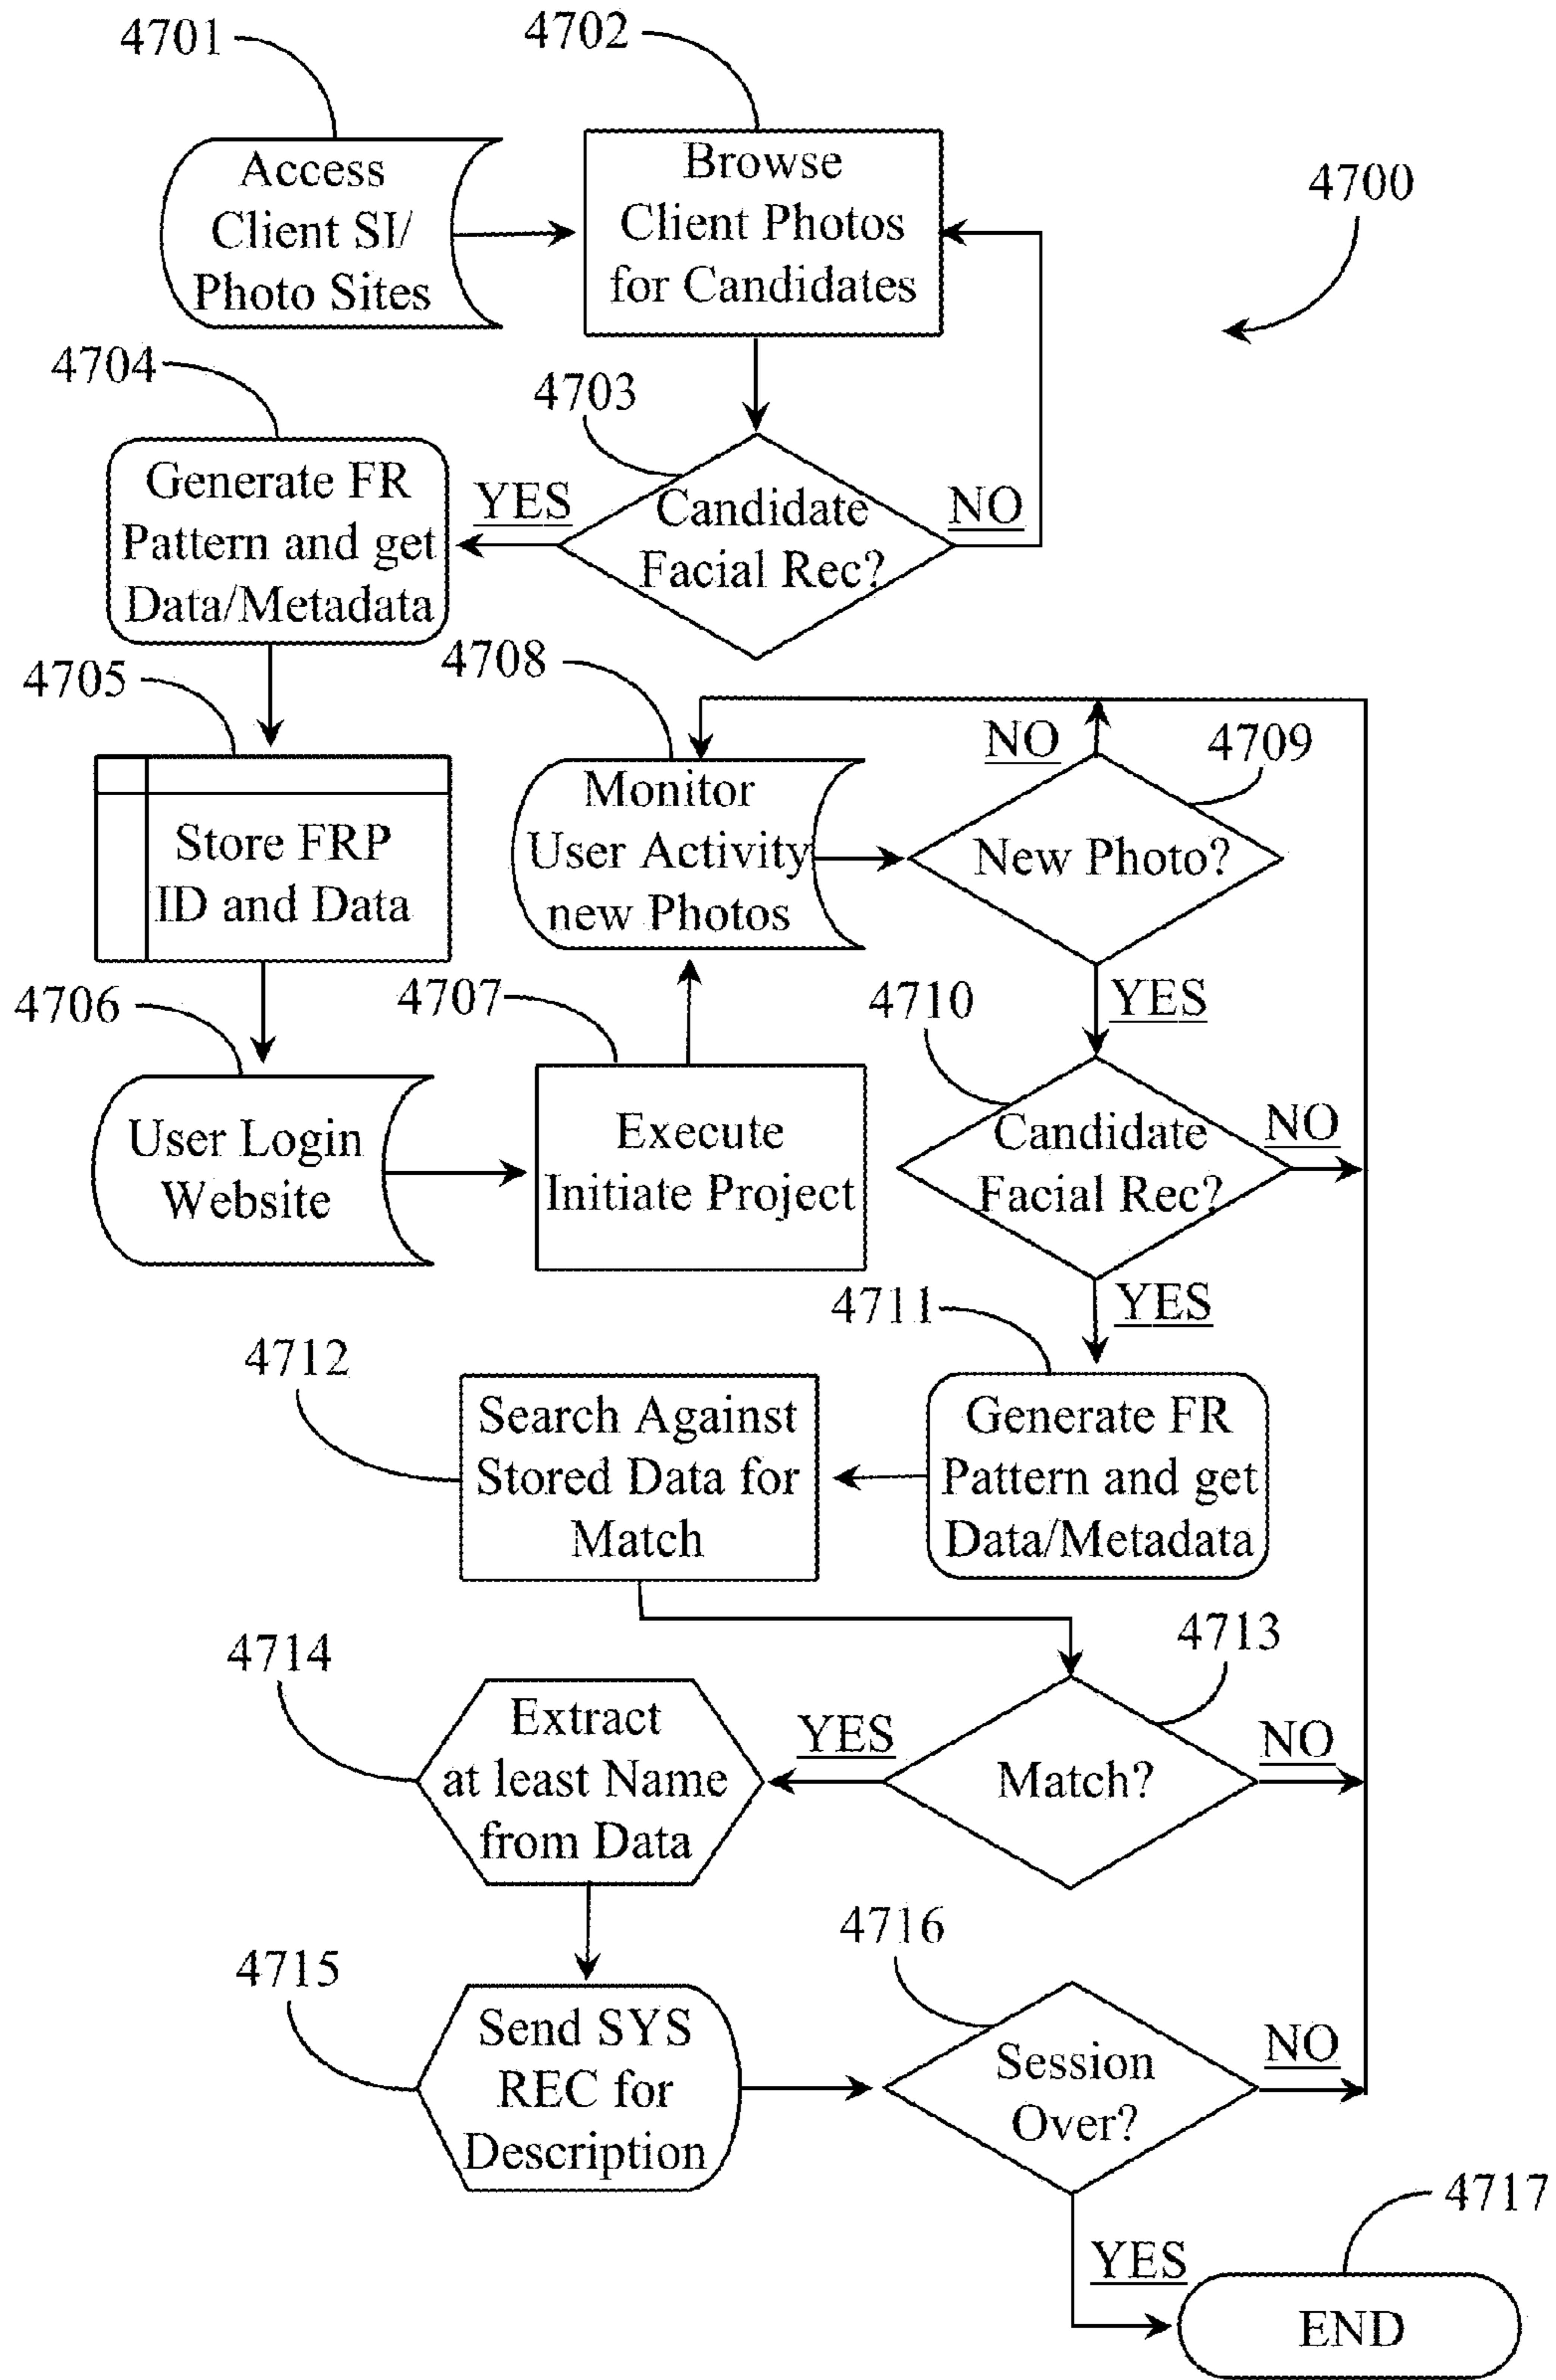 4701
4702
Access
Client SI/
Photo Sites
Browse
Client Photos
for Candidates
4700
4704
4703
Generate FR
Pattern and get
Data/Metadata
YES
Candidate
Facial Rec?
NO
4705
4708
Store FRP
ID and Data
Monitor
User Activity
new Photos
NO
4709
New Photo?
YES
4706
4707
4710
User Login
Website
Execute
Initiate Project
Candidate
Facial Rec?
NO
YES
4711
4712
Search Against
Stored Data for
Match
Generate FR
Pattern and get
Data/Metadata
4713
4714
Extract
at least Name
from Data
YES
Match?
NO
4716
4715
Send SYS
REC for
Description
Session
Over?
NO
YES
4717
END